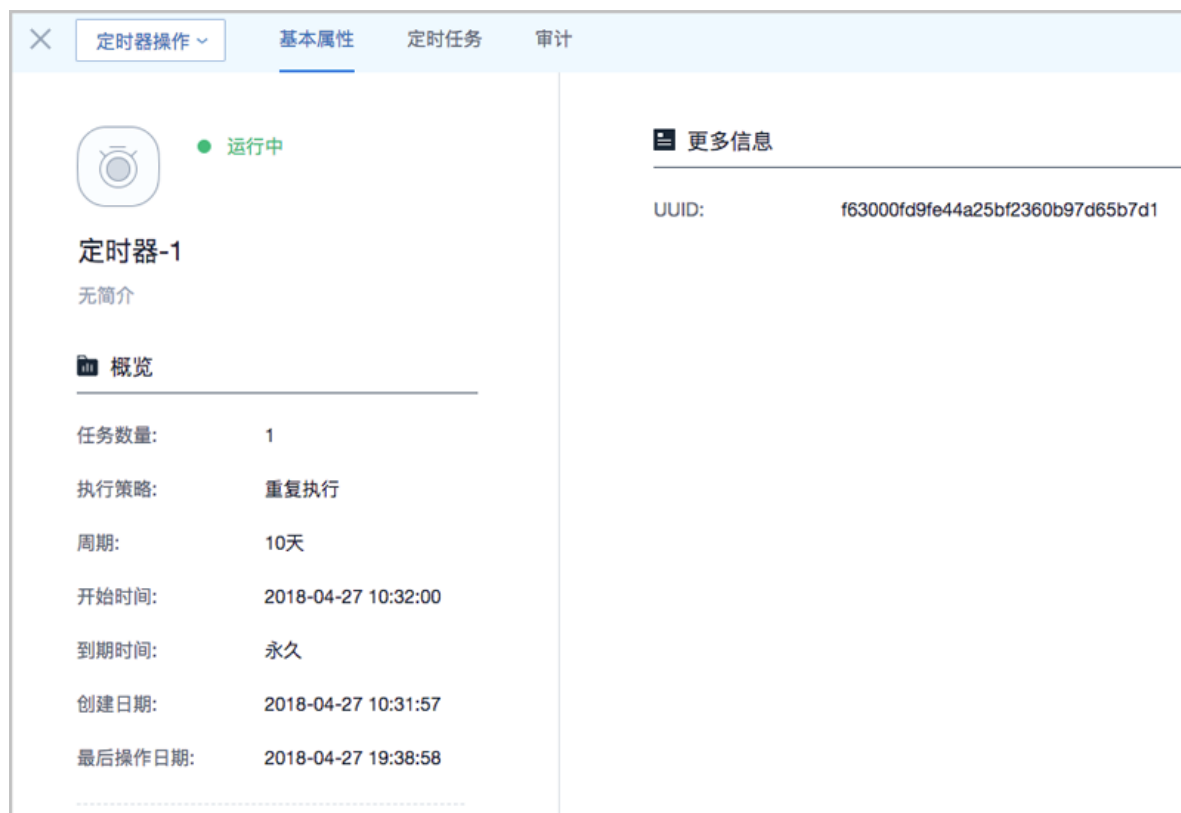 定时器操作 基本属性 定时任务 审计
运行中
定时器-1
无简介
概览
任务数量: 1
执行策略: 重复执行
周期: 10天
开始时间: 2018-04-27 10:32:00
到期时间: 永久
创建日期: 2018-04-27 10:31:57
最后操作日期: 2018-04-27 19:38:58
更多信息
UUID: f63000fd9fe44a25bf2360b97d65b7d1